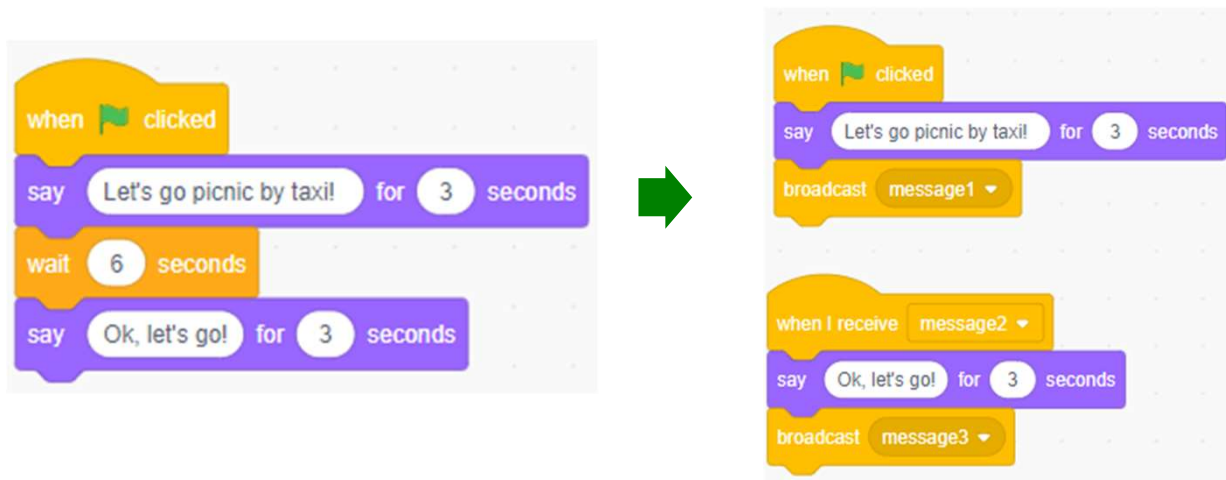 when clicked
say Let's go picnic by taxi! for 3 seconds
wait 6 seconds
say Ok, let's go! for 3 seconds
when clicked
say Let's go picnic by taxi! for 3 seconds
broadcast message1
when I receive message2
say Ok, let's go! for 3 seconds
broadcast message3